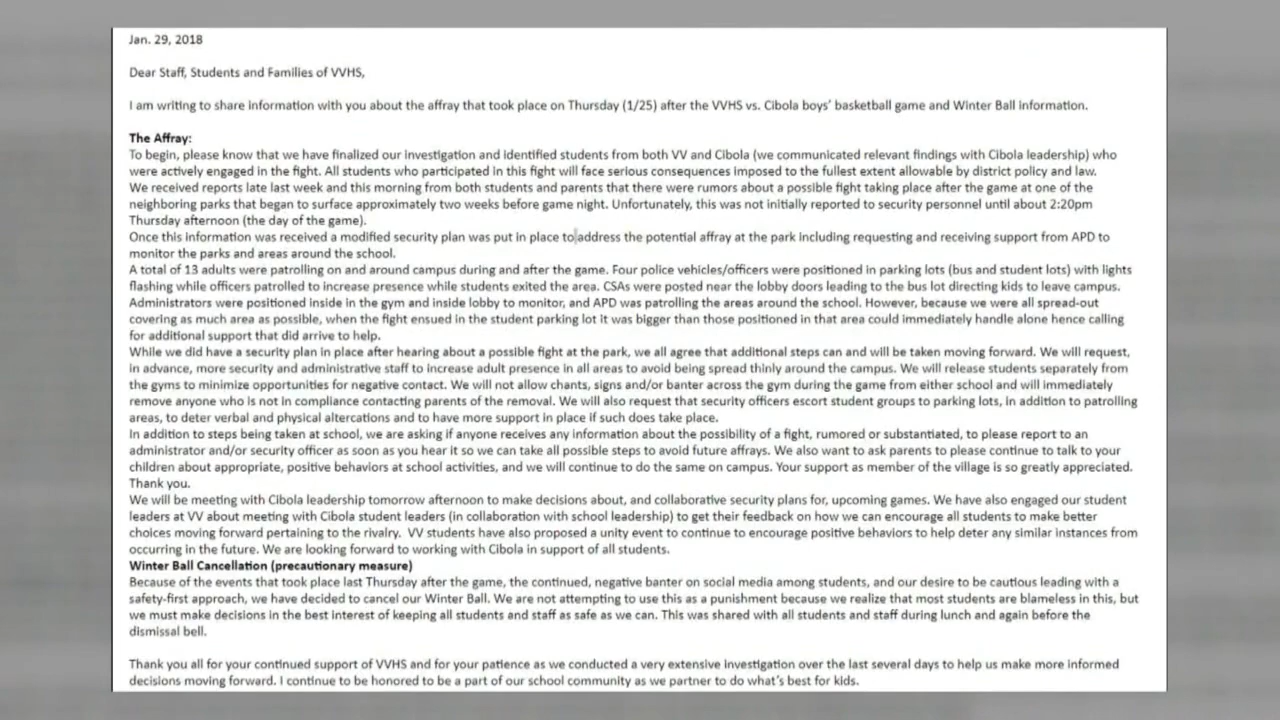 Jan. 29, 2018
Dear Staff, Students and Families of VVHS,
I am writing to share information with you about the affray that took place on Thursday (1/25) after the VVHS vs. Cibola boys' basketball game and Winter Ball information.
The Affray:
To begin, please know that we have finalized our investigation and identified students from both VV and Cibola (we communicated relevant findings with Cibola leadership) who
were actively engaged in the fight. All students who participated in this fight will face serious consequences imposed to the fullest extent allowable by district policy and law.
We received reports late last week and this morning from both students and parents that there were rumors about a possible fight taking place after the game at one of the
neighboring parks that began to surface approximately two weeks before game night. Unfortunately, this was not initially reported to security personnel until about 2:20pm
Thursday afternoon (the day of the game).
Once this information was received a modified security plan was put in place to address the potential affray at the park including requesting and receiving support from APD to
monitor the parks and areas around the school.
A total of 13 adults were patrolling on and around campus during and after the game. Four police vehicles/officers were positioned in parking lots (bus and student lots) with lights
flashing while officers patrolled to increase presence while students exited the area. CSAs were posted near the lobby doors leading to the bus lot directing kids to leave campus.
Administrators were positioned inside in the gym and inside lobby to monitor, and APD was patrolling the areas around the school. However, because we were all spread-out
covering as much area as possible, when the fight ensued in the student parking lot it was bigger than those positioned in that area could immediately handle alone hence calling
for additional support that did arrive to help.
While we did have a security plan in place after hearing about a possible fight at the park, we all agree that additional steps can and will be taken moving forward. We will request,
in advance, more security and administrative staff to increase adult presence in all areas to avoid being spread thinly around the campus. We will release students separately from
the gyms to minimize opportunities for negative contact. We will not allow chants, signs and/or banter across the gym during the game from either school and will immediately
remove anyone who is not in compliance contacting parents of the removal. We will also request that security officers escort student groups to parking lots, in addition to patrolling
areas, to deter verbal and physical altercations and to have more support in place if such does take place.
In addition to steps being taken at school, we are asking if anyone receives any information about the possibility of a fight, rumored or substantiated, to please report to an
administrator and/or security officer as soon as you hear it so we can take all possible steps to avoid future affrays. We also want to ask parents to please continue to talk to your
children about appropriate, positive behaviors at school activities, and we will continue to do the same on campus. Your support as member of the village is so greatly appreciated.
Thank you.
We will be meeting with Cibola leadership tomorrow afternoon to make decisions about, and collaborative security plans for, upcoming games. We have also engaged our student
leaders at VV about meeting with Cibola student leaders (in collaboration with school leadership) to get their feedback on how we can encourage all students to make better
choices moving forward pertaining to the rivalry.  VV students have also proposed a unity event to continue to encourage positive behaviors to help deter any similar instances from
occurring in the future. We are looking forward to working with Cibola in support of all students.
Winter Ball Cancellation (precautionary measure)
Because of the events that took place last Thursday after the game, the continued, negative banter on social media among students, and our desire to be cautious leading with a
safety-first approach, we have decided to cancel our Winter Ball. We are not attempting to use this as a punishment because we realize that most students are blameless in this, but
we must make decisions in the best interest of keeping all students and staff as safe as we can. This was shared with all students and staff during lunch and again before the
dismissal bell.
Thank you all for your continued support of VVHS and for your patience as we conducted a very extensive investigation over the last several days to help us make more informed
decisions moving forward. I continue to be honored to be a part of our school community as we partner to do what's best for kids.